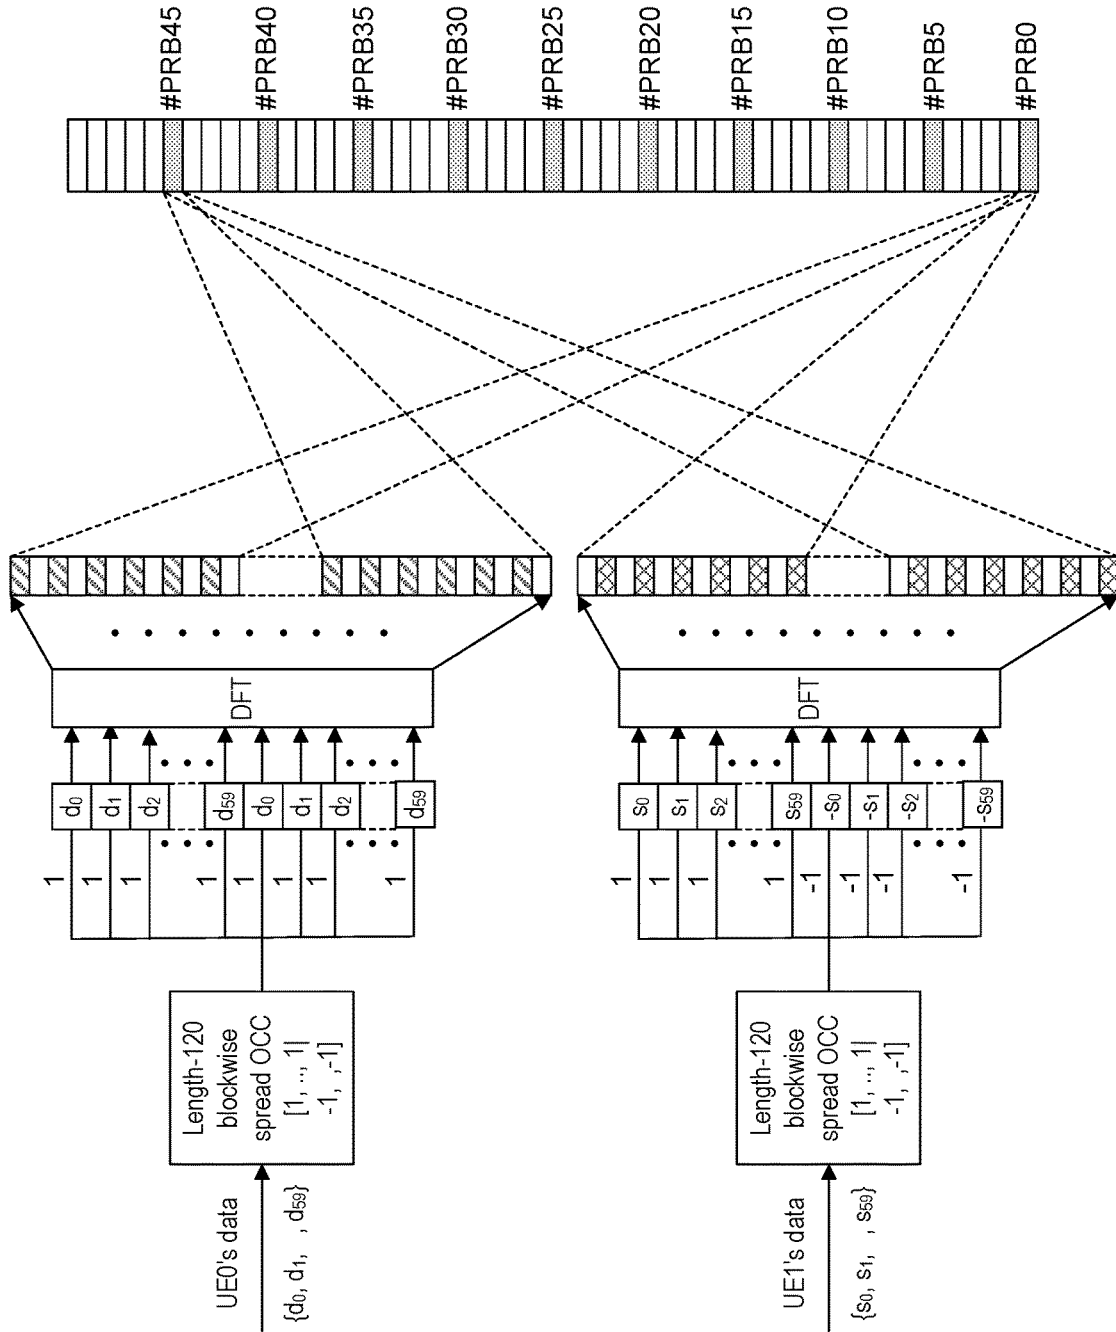 UE0's data
{d0, d1, , d59}
Length-120
blockwise
spread OCC
[1, .., 1|
-1, ,-1]
1
1
1
1
1
1
1
1
d0
d1
d2
d59
d0
d1
d2
d59
DFT
UE1's data
{s0, s1, , s59}
Length-120
blockwise
spread OCC
[1, .., 1|
-1, ,-1]
1
1
1
1
-1
-1
-1
-1
s0
s1
s2
s59
-s0
-s1
-s2
-s59
DFT
#PRB45
#PRB40
#PRB35
#PRB30
#PRB25
#PRB20
#PRB15
#PRB10
#PRB5
#PRB0